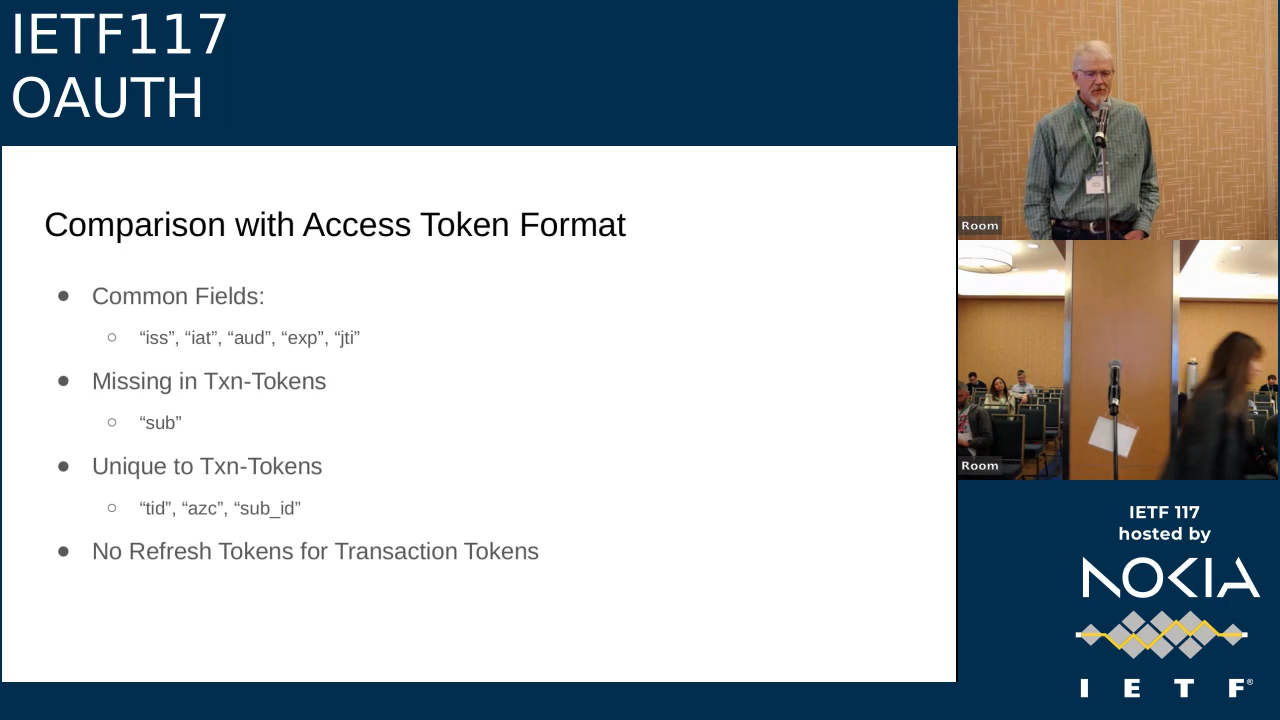 IETF117
OAUTH
Comparison with Access Token Format
● Common Fields:
○ “iss”, “iat”, “aud”, “exp”, “jti”
● Missing in Txn-Tokens
○ “sub”
● Unique to Txn-Tokens
○ “tid”, “azc”, “sub_id”
● No Refresh Tokens for Transaction Tokens
Room
Room
IETF 117
hosted by
NOKIA
I E T F®